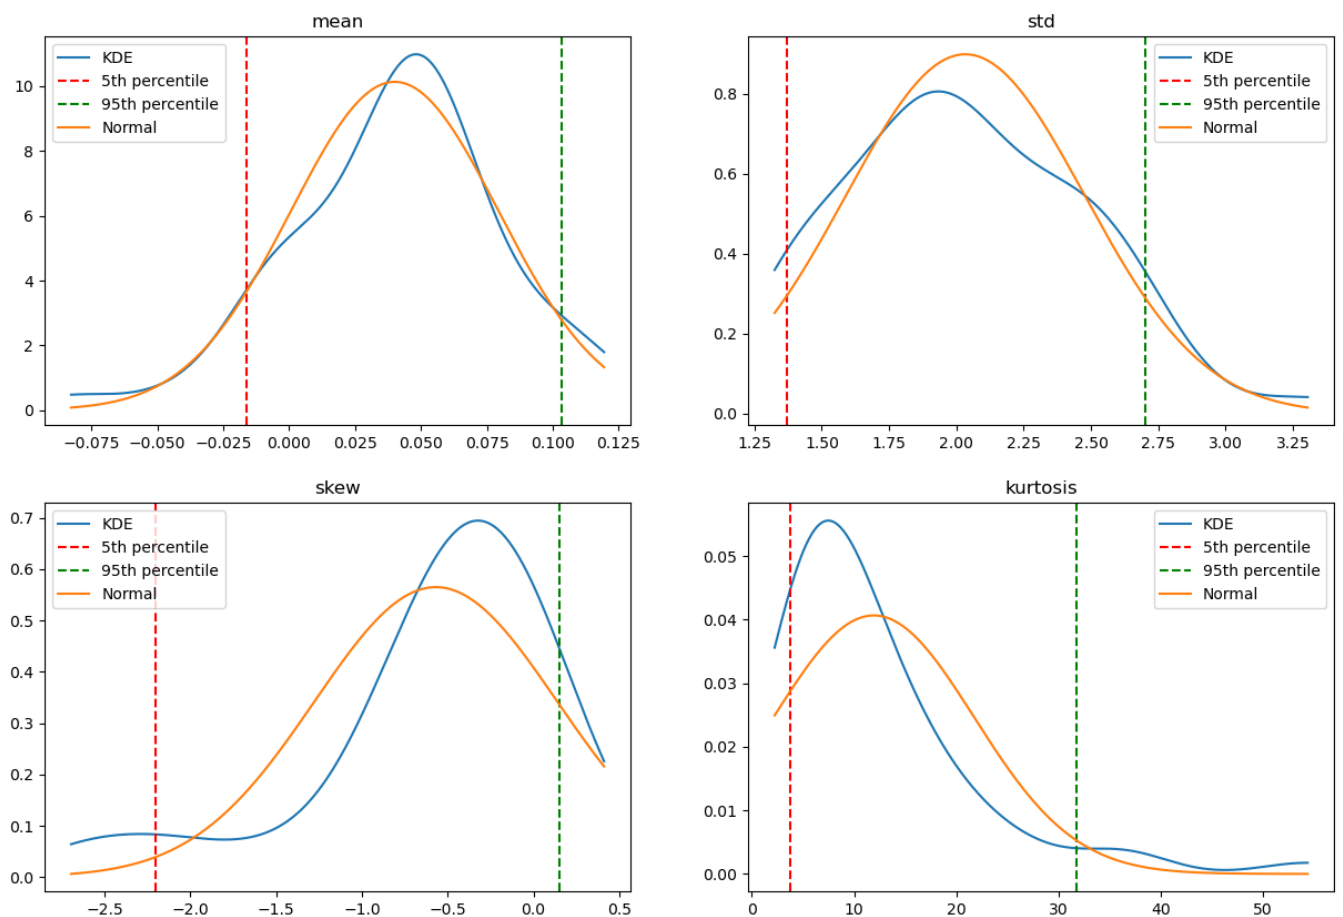 mean
KDE
5th percentile
95th percentile
Normal
10
8
6
4
2
0
−0.075 −0.050 −0.025 0.000 0.025 0.050 0.075 0.100 0.125
std
KDE
5th percentile
95th percentile
Normal
0.8
0.6
0.4
0.2
0.0
1.25 1.50 1.75 2.00 2.25 2.50 2.75 3.00 3.25
skew
KDE
5th percentile
95th percentile
Normal
0.7
0.6
0.5
0.4
0.3
0.2
0.1
0.0
−2.5 −2.0 −1.5 −1.0 −0.5 0.0 0.5
kurtosis
KDE
5th percentile
95th percentile
Normal
0.05
0.04
0.03
0.02
0.01
0.00
0 10 20 30 40 50